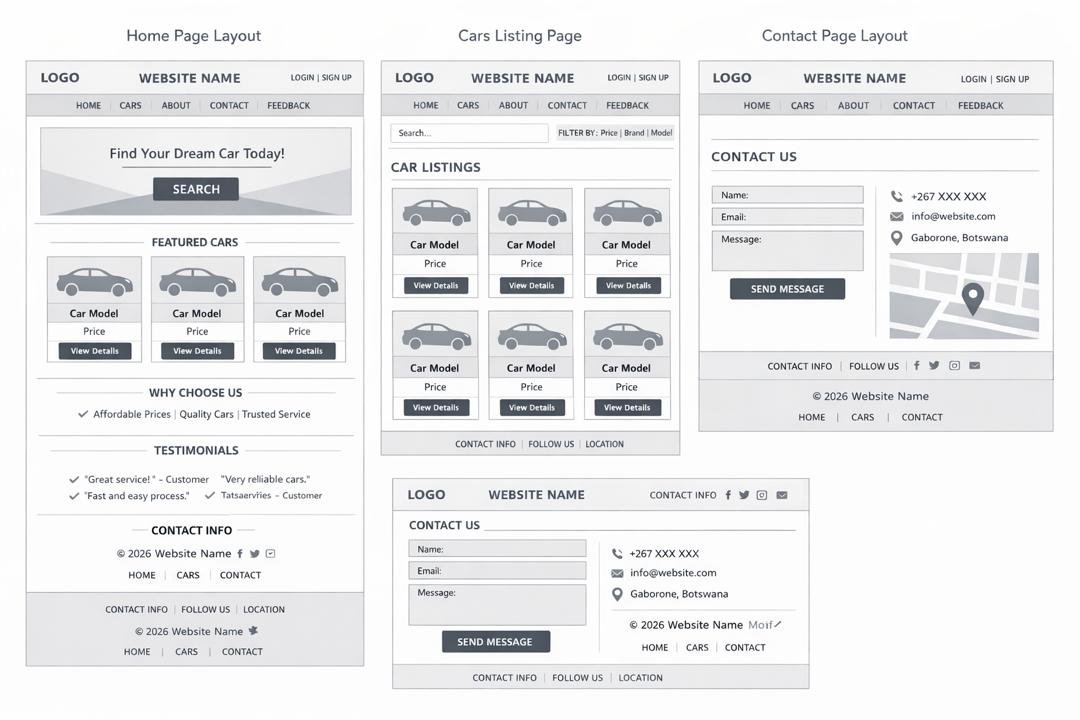 Home Page Layout
LOGO WEBSITE NAME LOGIN | SIGN UP
HOME | CARS | ABOUT | CONTACT | FEEDBACK
Find Your Dream Car Today!
SEARCH
FEATURED CARS
Car Model Car Model Car Model
Price Price Price
View Details View Details View Details
WHY CHOOSE US
Affordable Prices | Quality Cars | Trusted Service
TESTIMONIALS
"Great service! " – Customer "Very reliable cars."
"Fast and easy process." – Customer
CONTACT INFO
© 2026 Website Name
HOME | CARS | CONTACT
CONTACT INFO | FOLLOW US | LOCATION
© 2026 Website Name
HOME | CARS | CONTACT
Cars Listing Page
LOGO WEBSITE NAME LOGIN | SIGN UP
HOME | CARS | ABOUT | CONTACT | FEEDBACK
Search... FILTER BY: Price | Brand | Model
CAR LISTINGS
Car Model Car Model Car Model
Price Price Price
View Details View Details View Details
Car Model Car Model Car Model
Price Price Price
View Details View Details View Details
CONTACT INFO | FOLLOW US | LOCATION
Contact Page Layout
LOGO WEBSITE NAME LOGIN | SIGN UP
HOME | CARS | ABOUT | CONTACT | FEEDBACK
CONTACT US
Name:
Email:
Message:
SEND MESSAGE
+267 XXX XXX
info@website.com
Gaborone, Botswana
CONTACT INFO | FOLLOW US |
© 2026 Website Name
HOME | CARS | CONTACT
LOGO WEBSITE NAME CONTACT INFO
CONTACT US
Name:
Email:
Message:
SEND MESSAGE
+267 XXX XXX
info@website.com
Gaborone, Botswana
© 2026 Website Name
HOME | CARS | CONTACT
CONTACT INFO | FOLLOW US | LOCATION